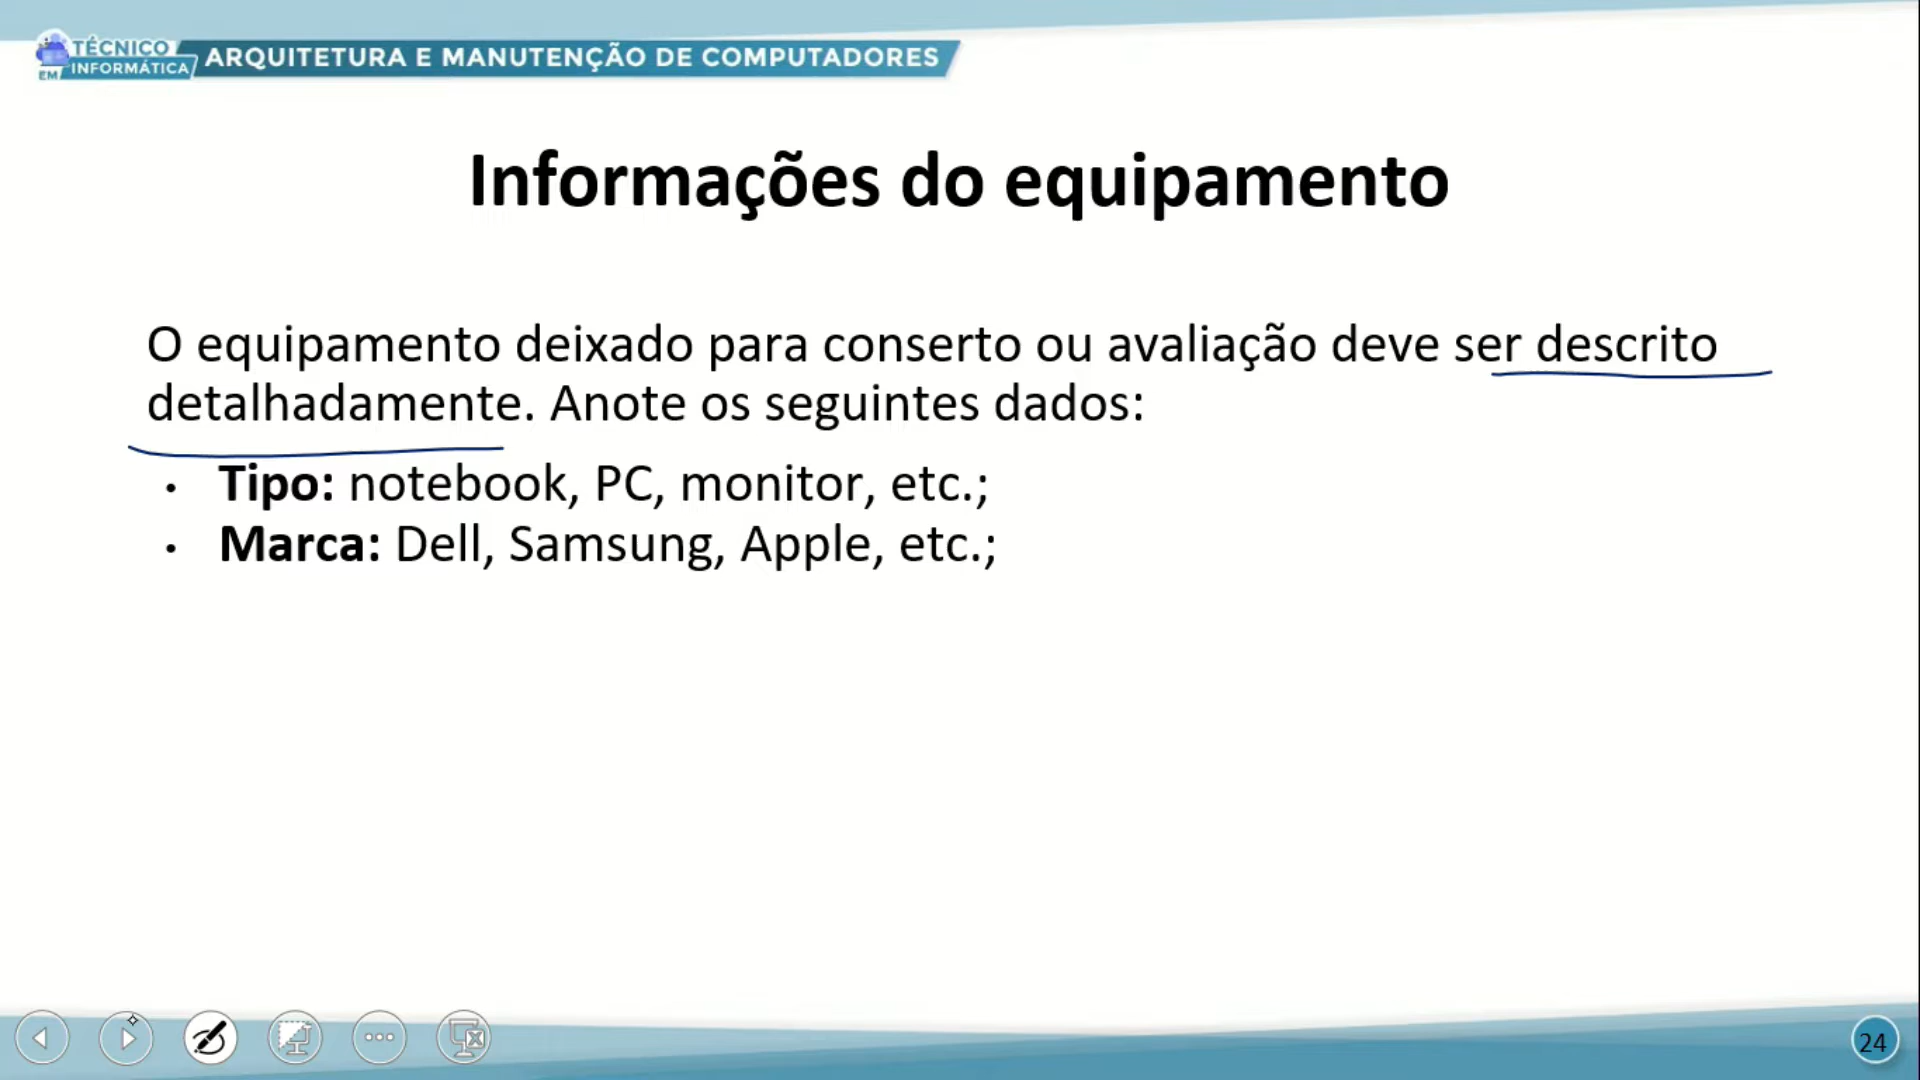 TÉCNICO
EM INFORMÁTICA
ARQUITETURA E MANUTENÇÃO DE COMPUTADORES
Informações do equipamento
O equipamento deixado para conserto ou avaliação deve ser descrito
detalhadamente. Anote os seguintes dados:
• Tipo: notebook, PC, monitor, etc.;
• Marca: Dell, Samsung, Apple, etc.;
24